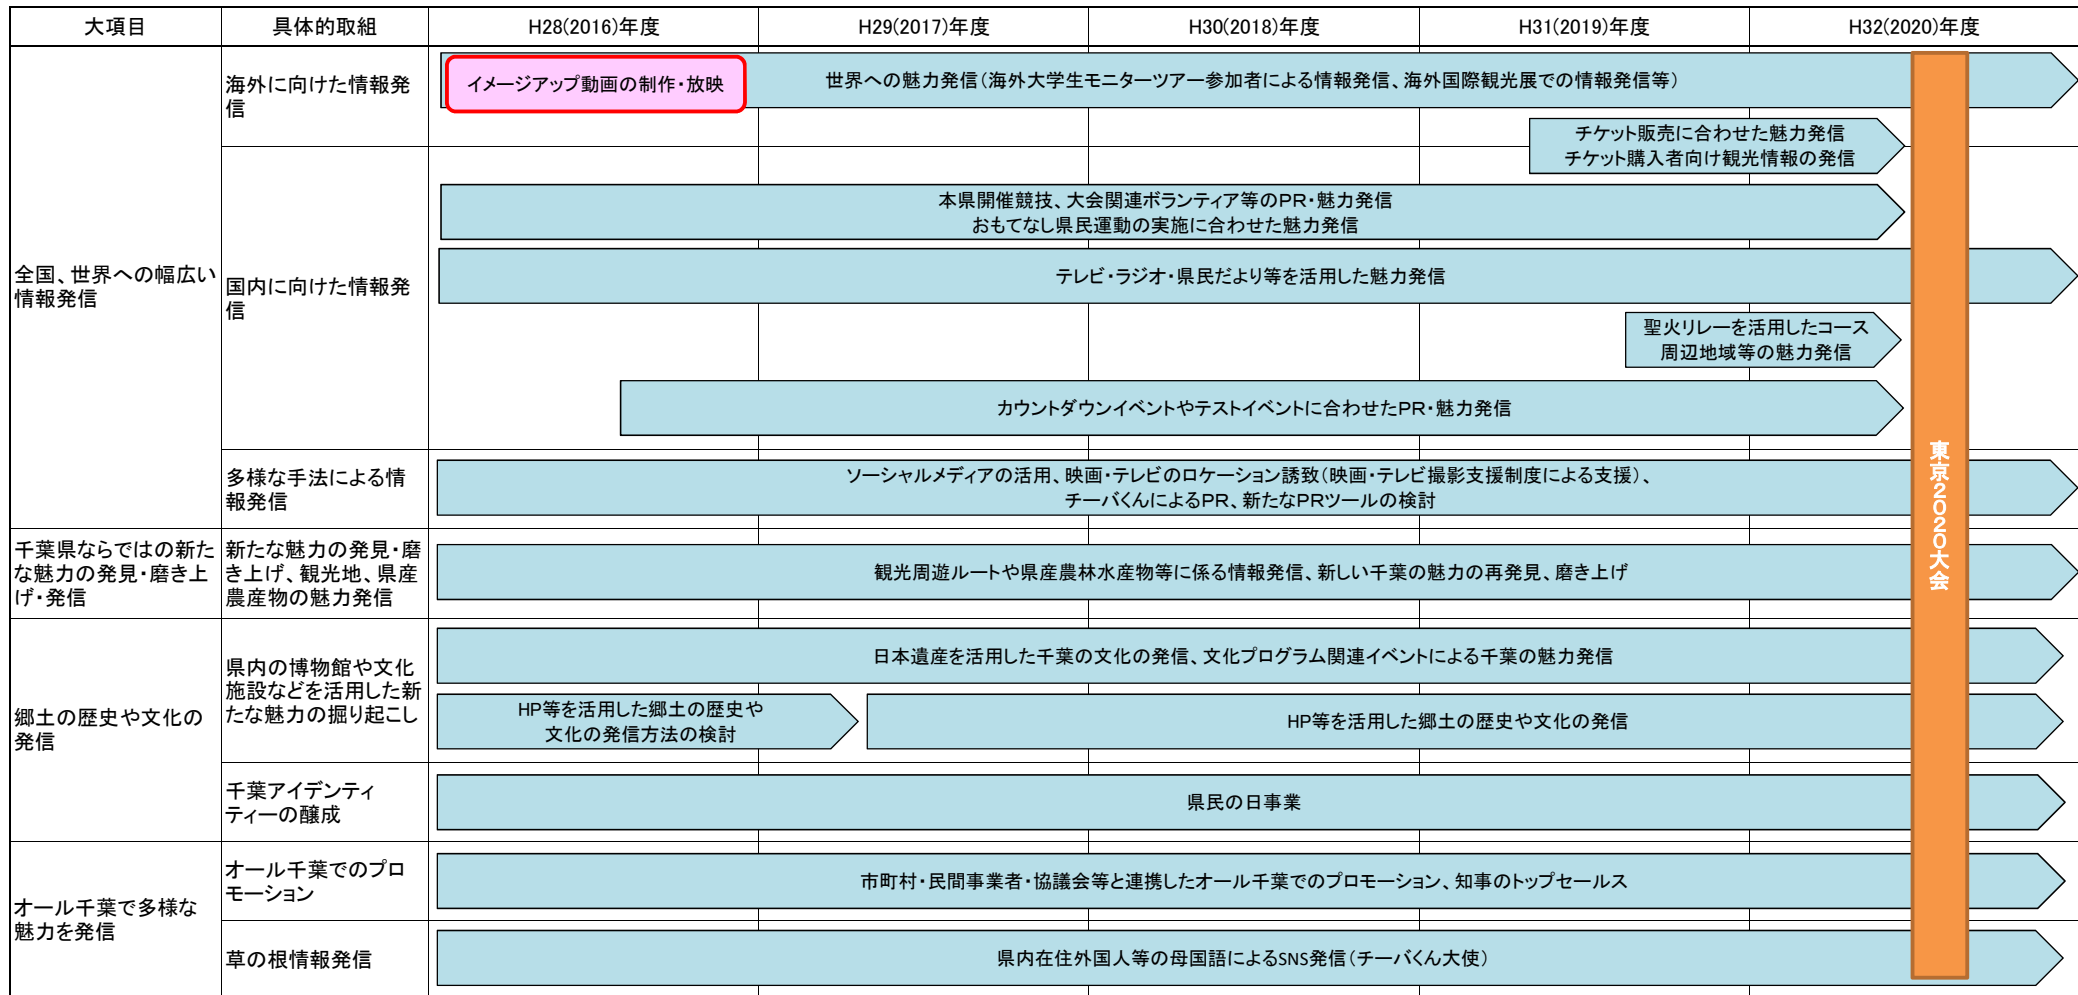 大項目
具体的取組
H28(2016)年度
H29(2017)年度
H30(2018)年度
H31(2019)年度
H32(2020)年度
全国、世界への幅広い
情報発信
海外に向けた情報発
信
イメージアップ動画の制作・放映
世界への魅力発信（海外大学生モニターツアー参加者による情報発信、海外国際観光展での情報発信等）
チケット販売に合わせた魅力発信
チケット購入者向け観光情報の発信
国内に向けた情報発
信
本県開催競技、大会関連ボランティア等のPR・魅力発信
おもてなし県民運動の実施に合わせた魅力発信
テレビ・ラジオ・県民だより等を活用した魅力発信
聖火リレーを活用したコース
周辺地域等の魅力発信
カウントダウンイベントやテストイベントに合わせたPR・魅力発信
多様な手法による情
報発信
ソーシャルメディアの活用、映画・テレビのロケーション誘致（映画・テレビ撮影支援制度による支援）、
チーバくんによるPR、新たなPRツールの検討
千葉県ならではの新た
な魅力の発見・磨き上
げ・発信
新たな魅力の発見・磨
き上げ、観光地、県産
農産物の魅力発信
観光周遊ルートや県産農林水産物等に係る情報発信、新しい千葉の魅力の再発見、磨き上げ
郷土の歴史や文化の
発信
県内の博物館や文化
施設などを活用した新
たな魅力の掘り起こし
日本遺産を活用した千葉の文化の発信、文化プログラム関連イベントによる千葉の魅力発信
HP等を活用した郷土の歴史や
文化の発信方法の検討
HP等を活用した郷土の歴史や文化の発信
千葉アイデンティ
ティーの醸成
県民の日事業
オール千葉で多様な
魅力を発信
オール千葉でのプロ
モーション
市町村・民間事業者・協議会等と連携したオール千葉でのプロモーション、知事のトップセールス
草の根情報発信
県内在住外国人等の母国語によるSNS発信（チーバくん大使）
東京2020大会